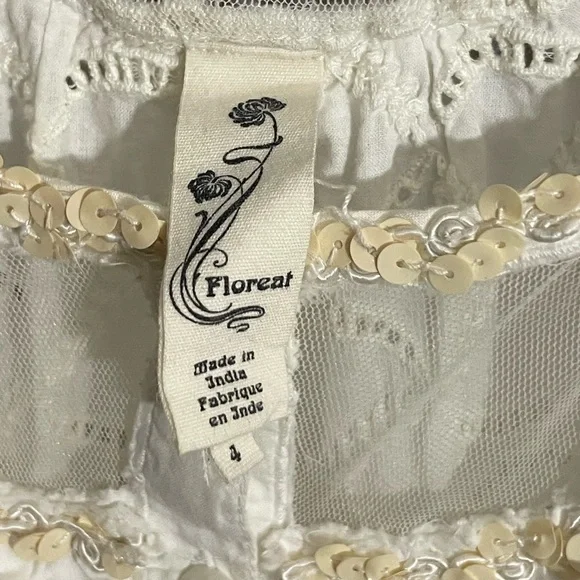 Floreat
Made in
India
Fabrique
en Inde
4